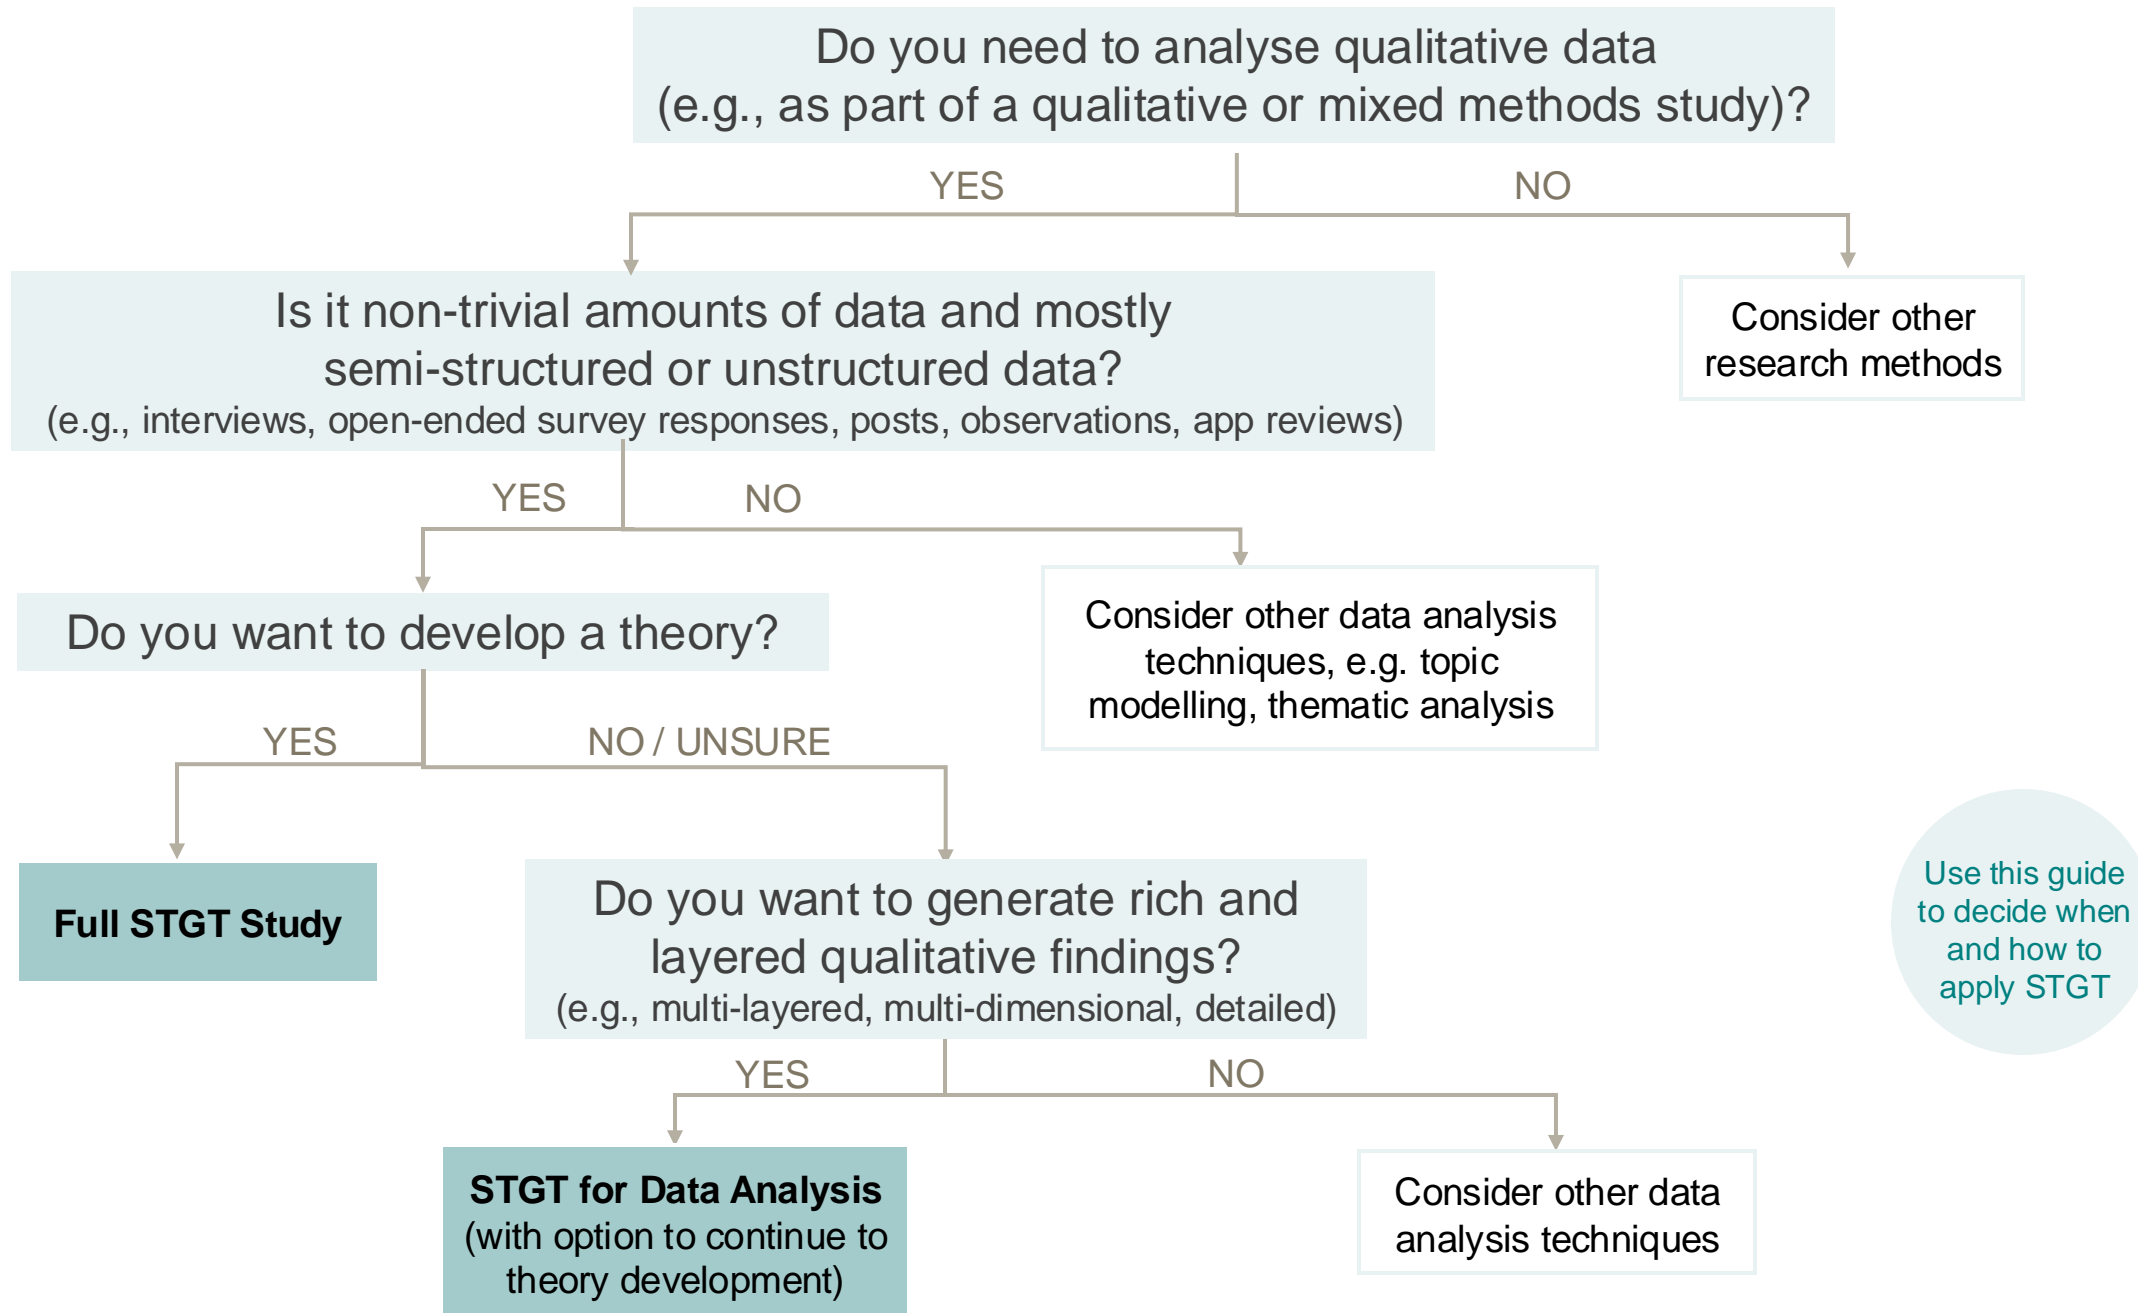 Do you need to analyse qualitative data
(e.g., as part of a qualitative or mixed methods study)?
YES
NO
Is it non-trivial amounts of data and mostly
semi-structured or unstructured data?
(e.g., interviews, open-ended survey responses, posts, observations, app reviews)
Consider other
research methods
YES
NO
Do you want to develop a theory?
Consider other data analysis
techniques, e.g. topic
modelling, thematic analysis
YES
NO / UNSURE
Full STGT Study
Do you want to generate rich and
layered qualitative findings?
(e.g., multi-layered, multi-dimensional, detailed)
Use this guide
to decide when
and how to
apply STGT
YES
NO
STGT for Data Analysis
(with option to continue to
theory development)
Consider other data
analysis techniques